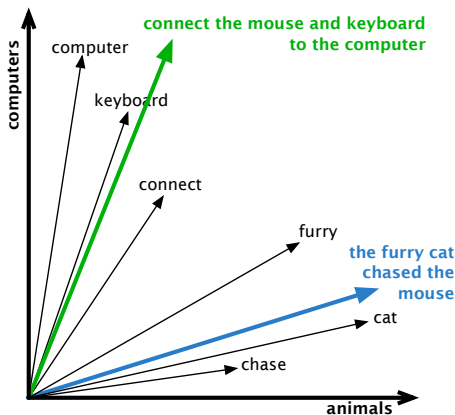 connect the mouse and keyboard
to the computer
computers
computer
keyboard
connect
furry
the furry cat
chased the
mouse
cat
chase
animals